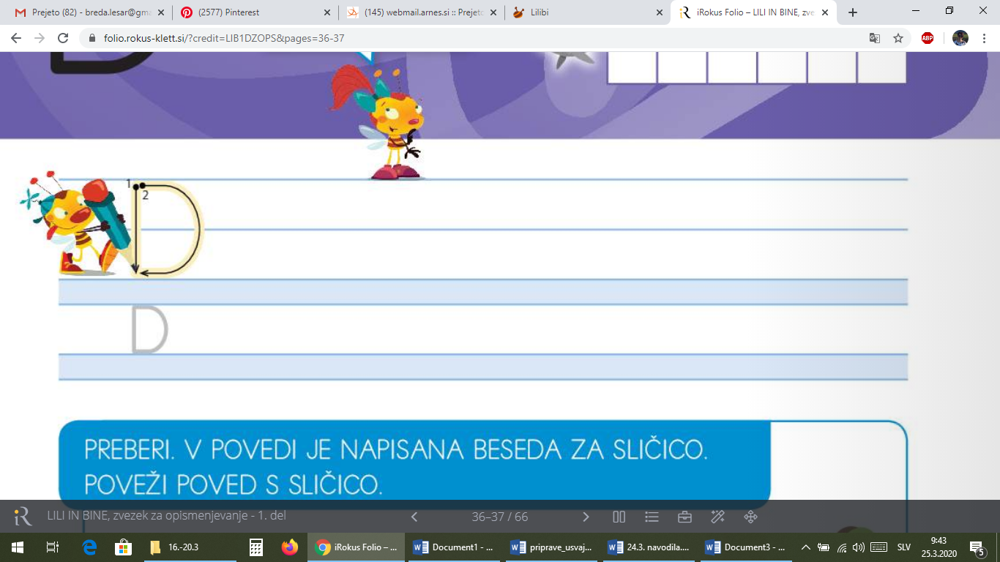 Prejeto (82) - breda.lesar@gma
(2577) Pinterest
(145) webmail.arnes.si :: Prejeto
Lilibi
iRokus Folio – LILI IN BINE, zve
folio.rokus-klett.si/?credit=LIB1DZOPS&pages=36-37
ABP
1
2
D
D
PREBERI. V POVEDI JE NAPISANA BESEDA ZA SLIČICO.
POVEŽI POVED S SLIČICO.
iR
LILI IN BINE, zvezek za opismenjevanje - 1. del
36–37 / 66
16.-20.3
iRokus Folio – ...
Document1 - ...
priprave_usvaj...
24.3. navodila....
Document3 - ...
SLV
9:43
25.3.2020
5